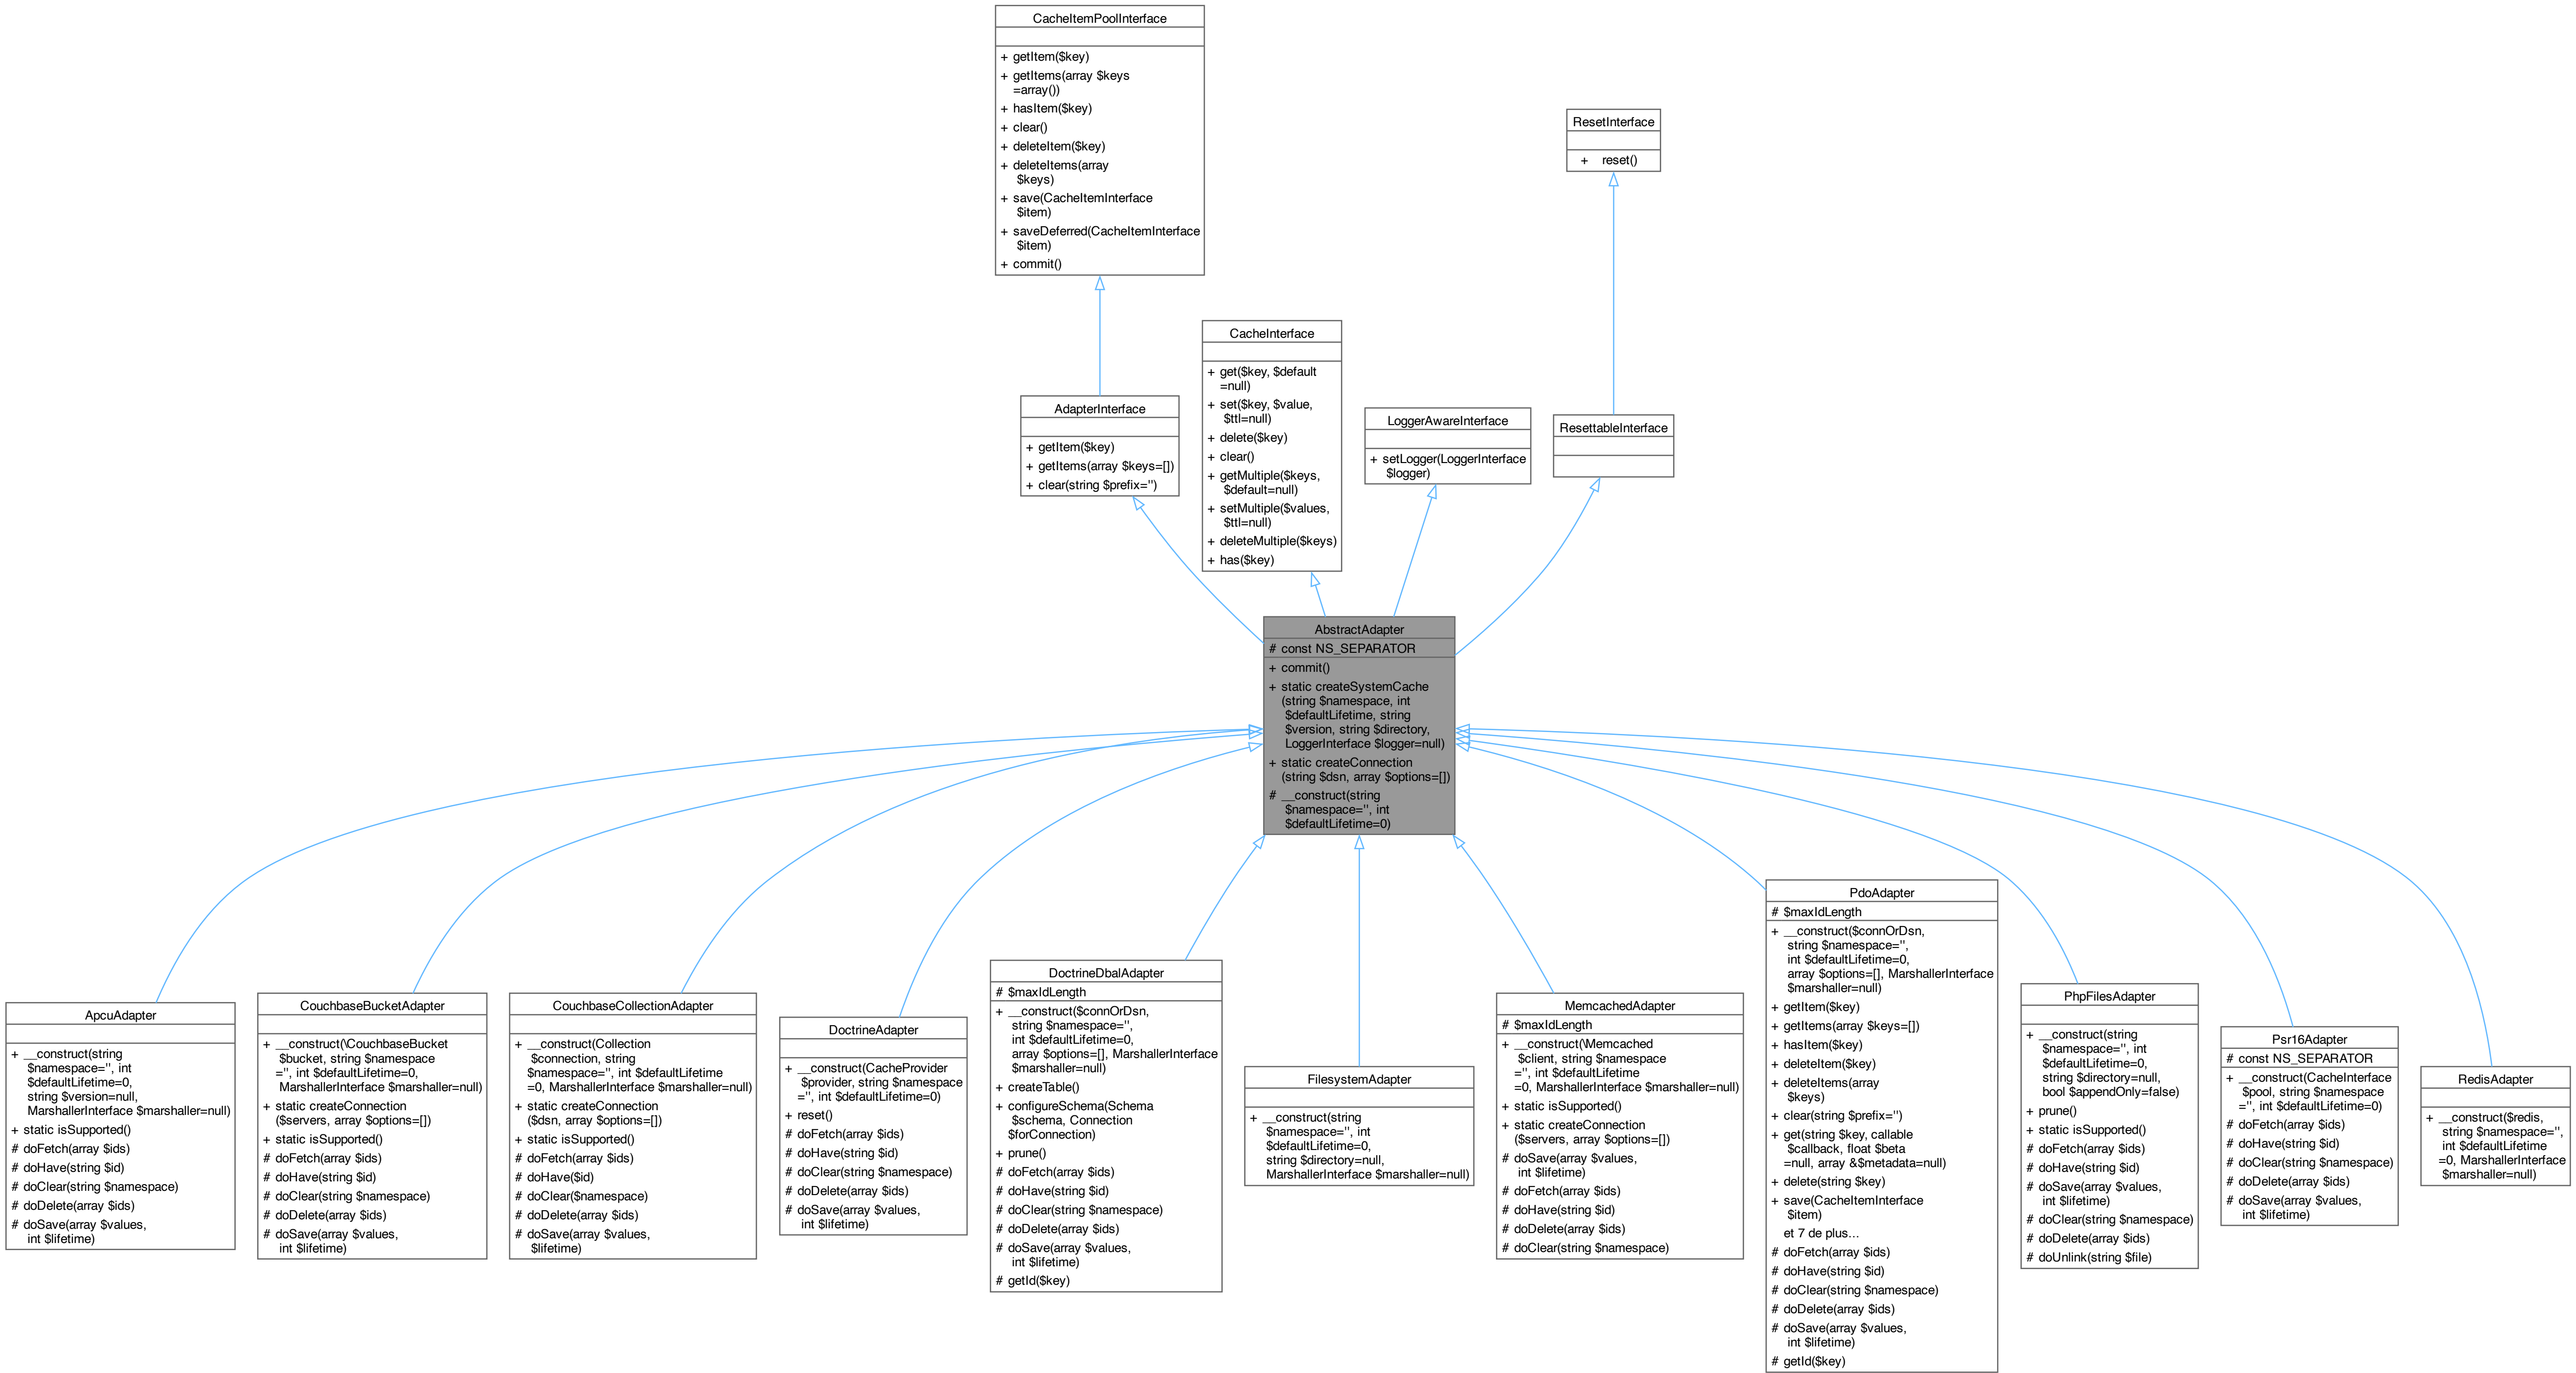 CacheItemPoolInterface
+ getItem($key)
+ getItems(array $keys
=array())
+ hasItem($key)
+ clear()
+ deleteItem($key)
+ deleteItems(array
$keys)
+ save(CacheItemInterface
$item)
+ saveDeferred(CacheItemInterface
$item)
+ commit()
ResetInterface
+ reset()
CacheInterface
+ get($key, $default
=null)
+ set($key, $value,
$ttl=null)
+ delete($key)
+ clear()
+ getMultiple($keys,
$default=null)
+ setMultiple($values,
$ttl=null)
+ deleteMultiple($keys)
+ has($key)
AdapterInterface
+ getItem($key)
+ getItems(array $keys=[])
+ clear(string $prefix='')
LoggerAwareInterface
+ setLogger(LoggerInterface
$logger)
ResettableInterface
AbstractAdapter
# const NS_SEPARATOR
+ commit()
+ static createSystemCache
(string $namespace, int
$defaultLifetime, string
$version, string $directory,
LoggerInterface $logger=null)
+ static createConnection
(string $dsn, array $options=[])
# __construct(string
$namespace='', int
$defaultLifetime=0)
ApcuAdapter
+ __construct(string
$namespace='', int
$defaultLifetime=0,
string $version=null,
MarshallerInterface $marshaller=null)
+ static isSupported()
# doFetch(array $ids)
# doHave(string $id)
# doClear(string $namespace)
# doDelete(array $ids)
# doSave(array $values,
int $lifetime)
CouchbaseBucketAdapter
+ __construct(\CouchbaseBucket
$bucket, string $namespace
='', int $defaultLifetime=0,
MarshallerInterface $marshaller=null)
+ static createConnection
($servers, array $options=[])
+ static isSupported()
# doFetch(array $ids)
# doHave(string $id)
# doClear(string $namespace)
# doDelete(array $ids)
# doSave(array $values,
int $lifetime)
CouchbaseCollectionAdapter
+ __construct(Collection
$connection, string
$namespace='', int $defaultLifetime
=0, MarshallerInterface $marshaller=null)
+ static createConnection
($dsn, array $options=[])
+ static isSupported()
# doFetch(array $ids)
# doHave($id)
# doClear($namespace)
# doDelete(array $ids)
# doSave(array $values,
$lifetime)
DoctrineAdapter
+ __construct(CacheProvider
$provider, string $namespace
='', int $defaultLifetime=0)
+ reset()
# doFetch(array $ids)
# doHave(string $id)
# doClear(string $namespace)
# doDelete(array $ids)
# doSave(array $values,
int $lifetime)
DoctrineDbalAdapter
# $maxIdLength
+ __construct($connOrDsn,
string $namespace='',
int $defaultLifetime=0,
array $options=[], MarshallerInterface
$marshaller=null)
+ createTable()
+ configureSchema(Schema
$schema, Connection
$forConnection)
+ prune()
# doFetch(array $ids)
# doHave(string $id)
# doClear(string $namespace)
# doDelete(array $ids)
# doSave(array $values,
int $lifetime)
# getId($key)
FilesystemAdapter
+ __construct(string
$namespace='', int
$defaultLifetime=0,
string $directory=null,
MarshallerInterface $marshaller=null)
MemcachedAdapter
# $maxIdLength
+ __construct(\Memcached
$client, string $namespace
='', int $defaultLifetime
=0, MarshallerInterface $marshaller=null)
+ static isSupported()
+ static createConnection
($servers, array $options=[])
# doSave(array $values,
int $lifetime)
# doFetch(array $ids)
# doHave(string $id)
# doDelete(array $ids)
# doClear(string $namespace)
PdoAdapter
# $maxIdLength
+ __construct($connOrDsn,
string $namespace='',
int $defaultLifetime=0,
array $options=[], MarshallerInterface
$marshaller=null)
+ getItem($key)
+ getItems(array $keys=[])
+ hasItem($key)
+ deleteItem($key)
+ deleteItems(array
$keys)
+ clear(string $prefix='')
+ get(string $key, callable
$callback, float $beta
=null, array &$metadata=null)
+ delete(string $key)
+ save(CacheItemInterface
$item)
et 7 de plus...
# doFetch(array $ids)
# doHave(string $id)
# doClear(string $namespace)
# doDelete(array $ids)
# doSave(array $values,
int $lifetime)
# getId($key)
PhpFilesAdapter
+ __construct(string
$namespace='', int
$defaultLifetime=0,
string $directory=null,
bool $appendOnly=false)
+ prune()
+ static isSupported()
# doFetch(array $ids)
# doHave(string $id)
# doSave(array $values,
int $lifetime)
# doClear(string $namespace)
# doDelete(array $ids)
# doUnlink(string $file)
Psr16Adapter
# const NS_SEPARATOR
+ __construct(CacheInterface
$pool, string $namespace
='', int $defaultLifetime=0)
# doFetch(array $ids)
# doHave(string $id)
# doClear(string $namespace)
# doDelete(array $ids)
# doSave(array $values,
int $lifetime)
RedisAdapter
+ __construct($redis,
string $namespace='',
int $defaultLifetime
=0, MarshallerInterface
$marshaller=null)